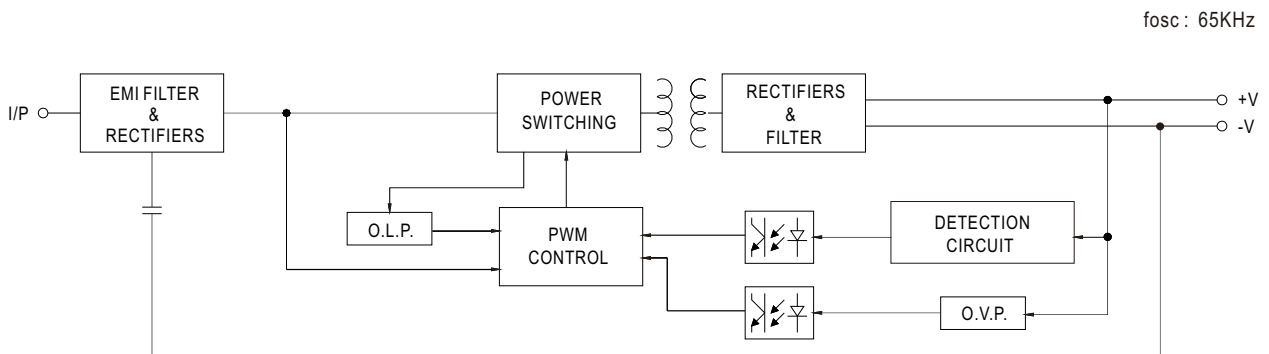 fosc : 65KHz
I/P
EMI FILTER
&
RECTIFIERS
POWER
SWITCHING
RECTIFIERS
&
FILTER
+V
-V
O.L.P.
PWM
CONTROL
DETECTION
CIRCUIT
O.V.P.